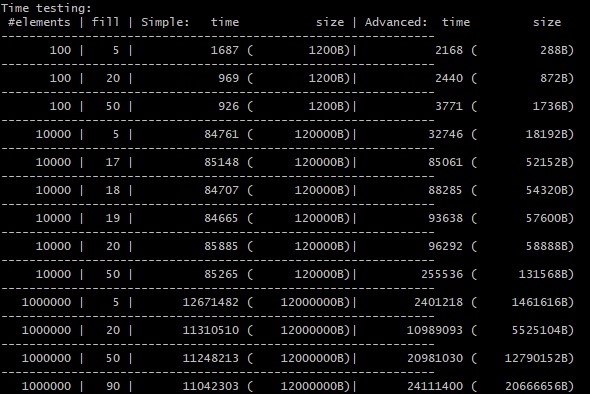 Time testing:
#elements | fill | Simple: time size | Advanced: time size
----------------------------------------------------------------
100 | 5 | 1687 ( 1200B)| 2168 ( 288B)
----------------------------------------------------------------
100 | 20 | 969 ( 1200B)| 2440 ( 872B)
----------------------------------------------------------------
100 | 50 | 926 ( 1200B)| 3771 ( 1736B)
----------------------------------------------------------------
10000 | 5 | 84761 ( 120000B)| 32746 ( 18192B)
----------------------------------------------------------------
10000 | 17 | 85148 ( 120000B)| 85061 ( 52152B)
----------------------------------------------------------------
10000 | 18 | 84707 ( 120000B)| 88285 ( 54320B)
----------------------------------------------------------------
10000 | 19 | 84665 ( 120000B)| 93638 ( 57600B)
----------------------------------------------------------------
10000 | 20 | 85885 ( 120000B)| 96292 ( 58888B)
----------------------------------------------------------------
10000 | 50 | 85265 ( 120000B)| 255536 ( 131568B)
----------------------------------------------------------------
1000000 | 5 | 12671482 ( 12000000B)| 2401218 ( 1461616B)
----------------------------------------------------------------
1000000 | 20 | 11310510 ( 12000000B)| 10989093 ( 5525104B)
----------------------------------------------------------------
1000000 | 50 | 11248213 ( 12000000B)| 20981030 ( 12790152B)
----------------------------------------------------------------
1000000 | 90 | 11042303 ( 12000000B)| 24111400 ( 20666656B)